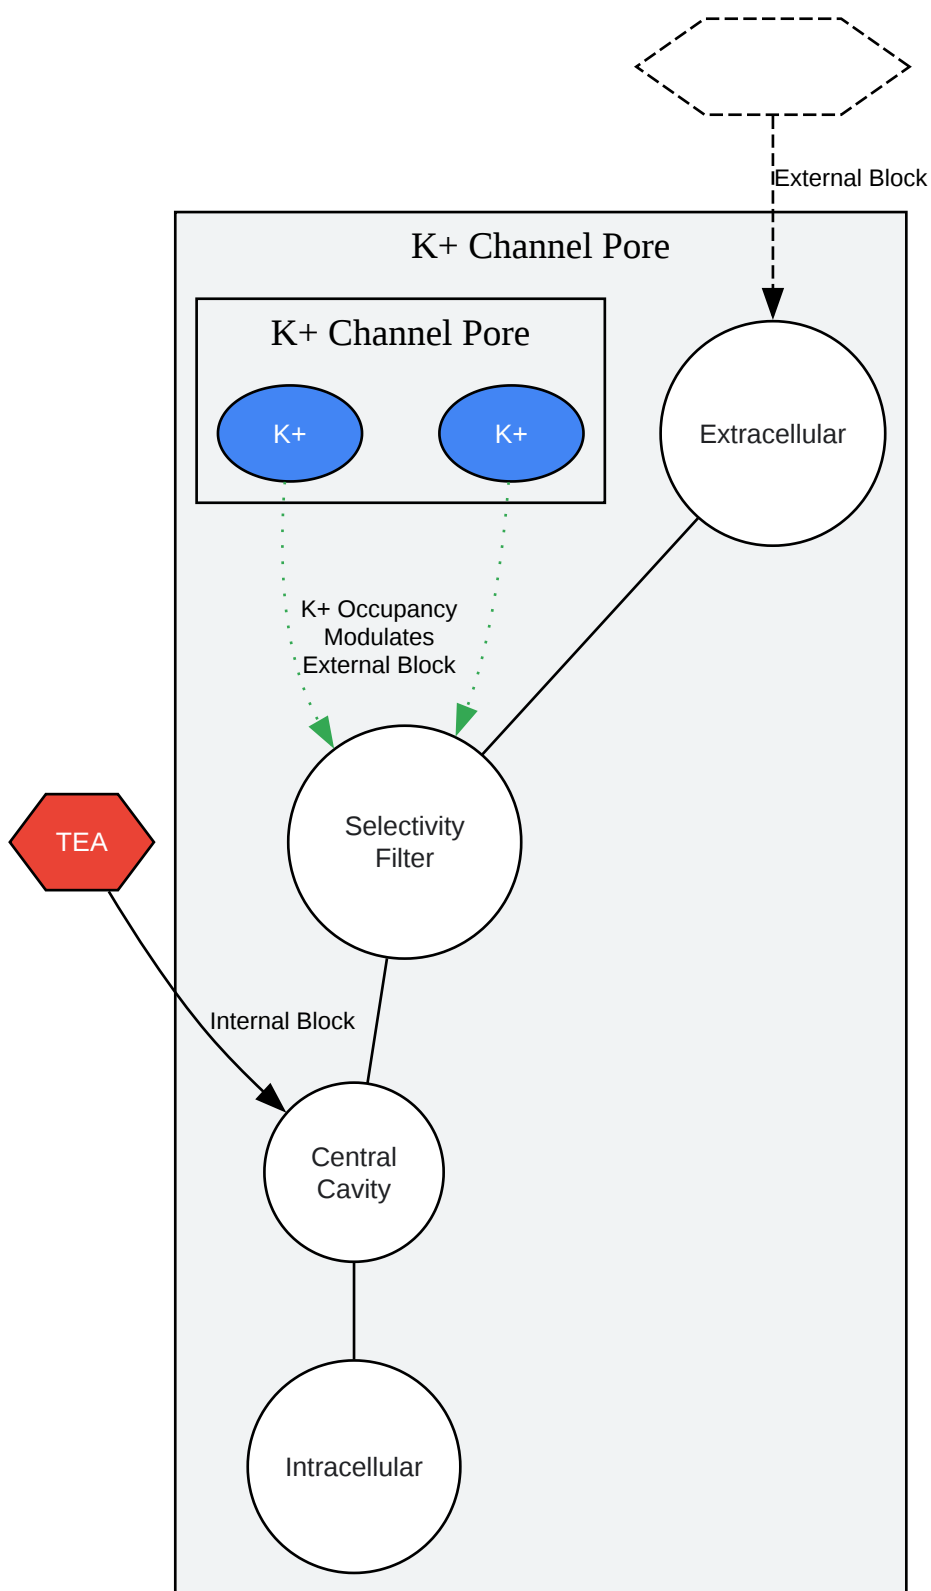 External Block
K+ Channel Pore
K+ Channel Pore
K+
K+
Extracellular
K+ Occupancy
Modulates
External Block
Selectivity
Filter
TEA
Internal Block
Central
Cavity
Intracellular